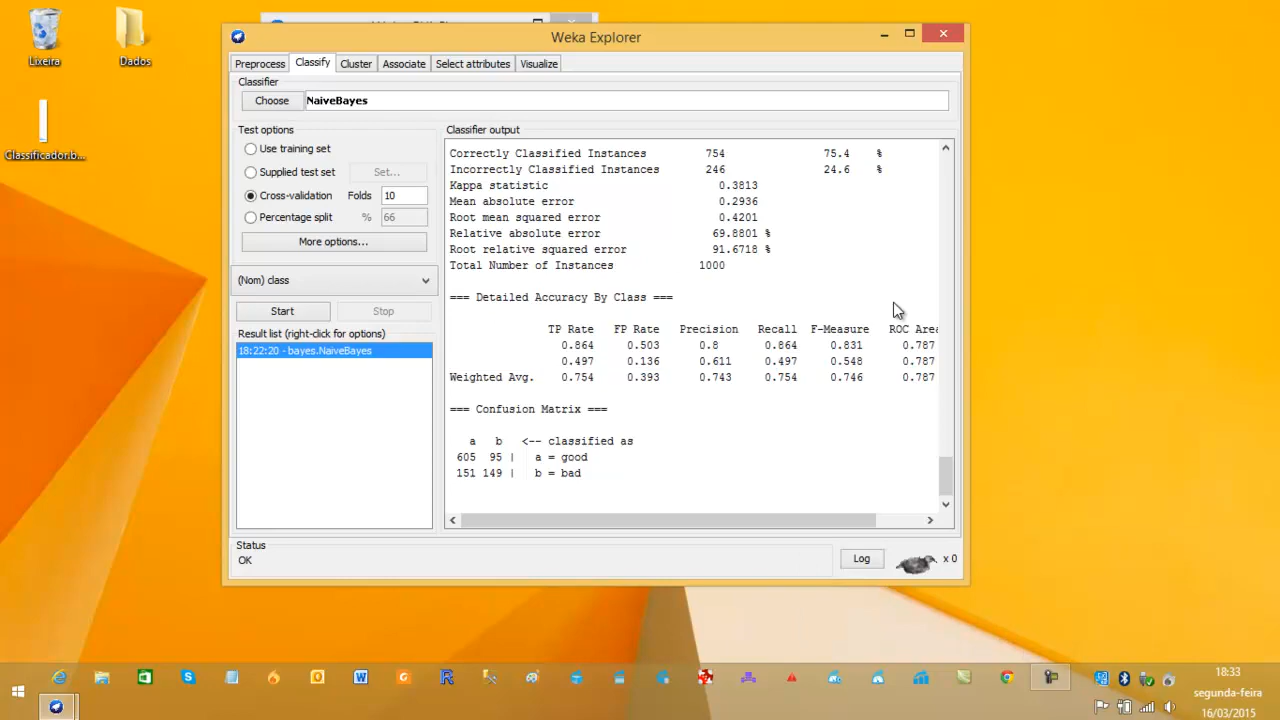 Lixeira
Dados
Classificador.b...
Weka Explorer
Preprocess Classify Cluster Associate Select attributes Visualize
Classifier
Choose NaiveBayes
Test options
Use training set
Supplied test set Set...
Cross-validation Folds 10
Percentage split % 66
More options...
(Nom) class
Start Stop
Result list (right-click for options)
18:22:20 - bayes.NaiveBayes
Classifier output
Correctly Classified Instances 754 75.4 %
Incorrectly Classified Instances 246 24.6 %
Kappa statistic 0.3813
Mean absolute error 0.2936
Root mean squared error 0.4201
Relative absolute error 69.8801 %
Root relative squared error 91.6718 %
Total Number of Instances 1000
=== Detailed Accuracy By Class ===
TP Rate FP Rate Precision Recall F-Measure ROC Area
0.864 0.503 0.8 0.864 0.831 0.787
0.497 0.136 0.611 0.497 0.548 0.787
Weighted Avg. 0.754 0.393 0.743 0.754 0.746 0.787
=== Confusion Matrix ===
a b <-- classified as
605 95 | a = good
151 149 | b = bad
Status
OK
Log x 0
18:33
segunda-feira
16/03/2015